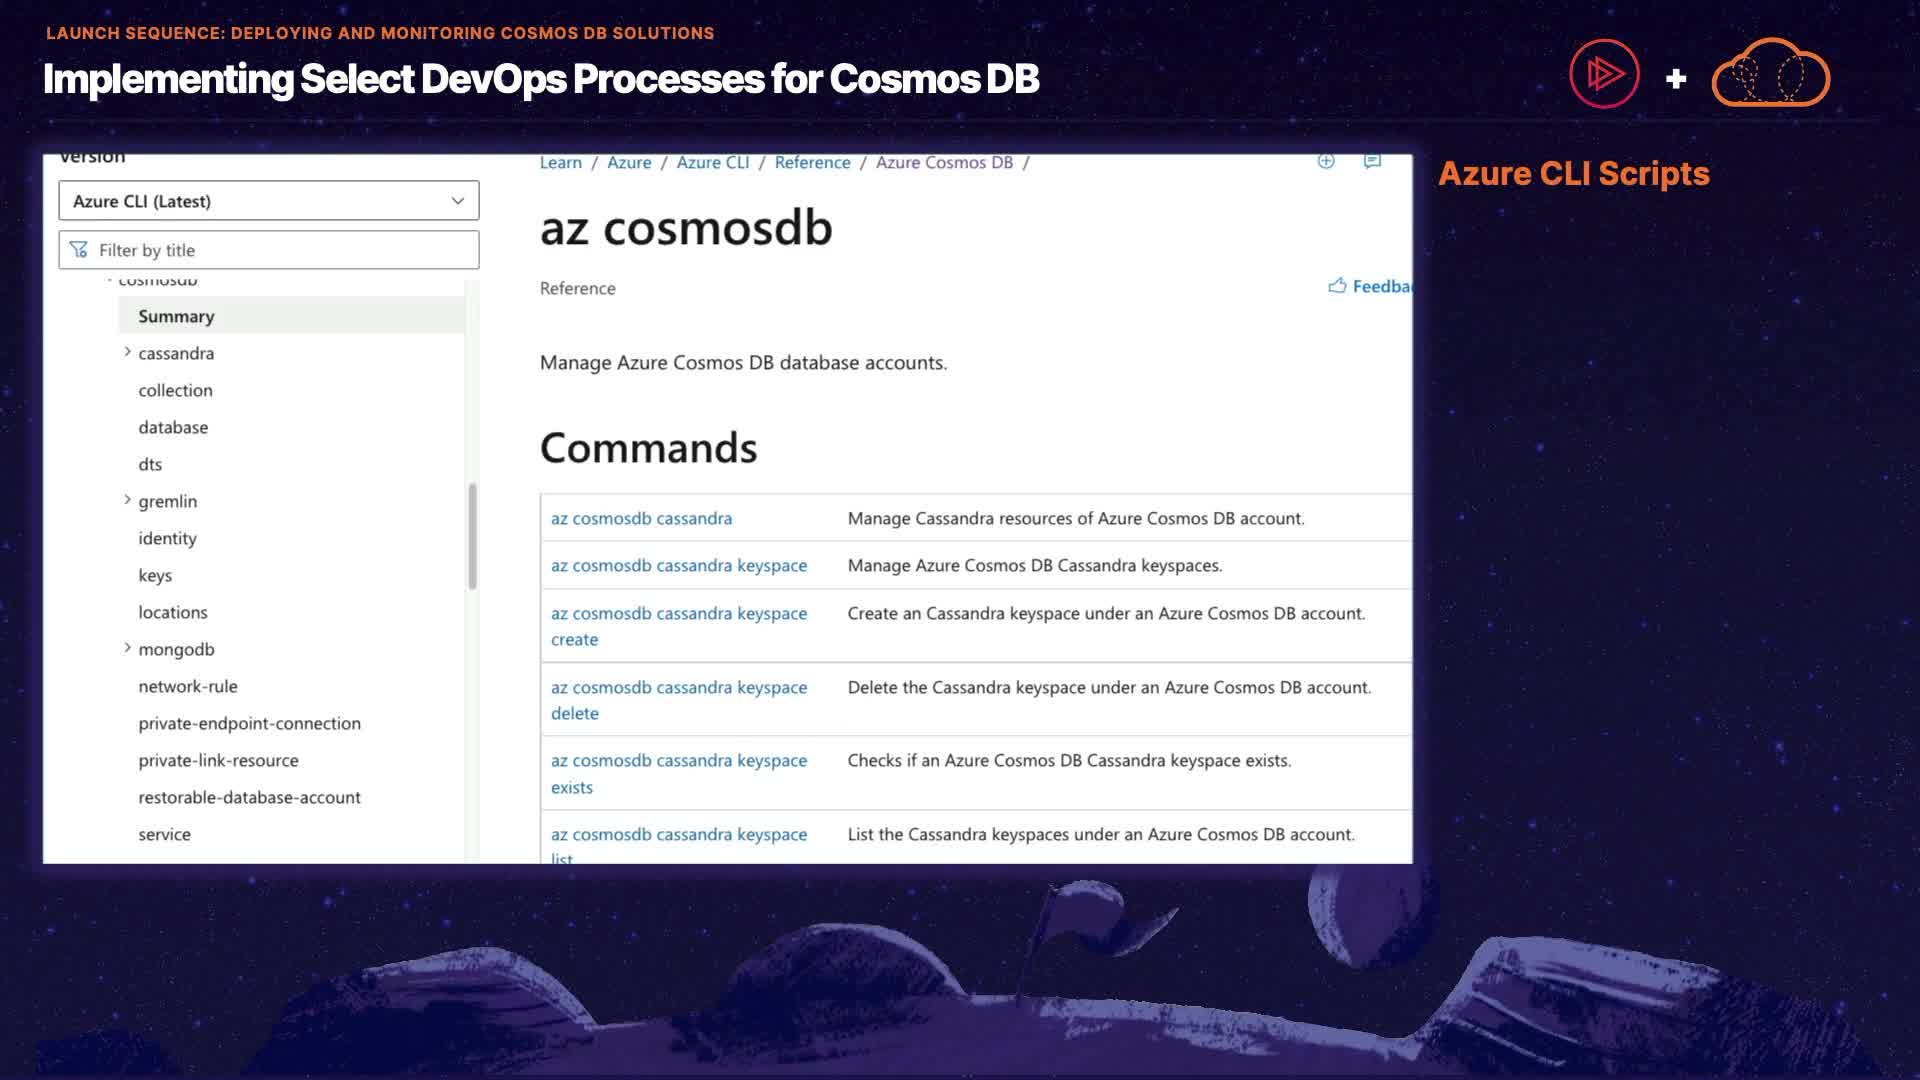 LAUNCH SEQUENCE: DEPLOYING AND MONITORING COSMOS DB SOLUTIONS
Implementing Select DevOps Processes for Cosmos DB
+
Version
Azure CLI (Latest)
Filter by title
cosmosdb
Summary
cassandra
collection
database
dts
gremlin
identity
keys
locations
mongodb
network-rule
private-endpoint-connection
private-link-resource
restorable-database-account
service
Learn / Azure / Azure CLI / Reference / Azure Cosmos DB /
az cosmosdb
Reference
Feedba
Manage Azure Cosmos DB database accounts.
Commands
az cosmosdb cassandra Manage Cassandra resources of Azure Cosmos DB account.
az cosmosdb cassandra keyspace Manage Azure Cosmos DB Cassandra keyspaces.
az cosmosdb cassandra keyspace Create an Cassandra keyspace under an Azure Cosmos DB account.
create
az cosmosdb cassandra keyspace Delete the Cassandra keyspace under an Azure Cosmos DB account.
delete
az cosmosdb cassandra keyspace Checks if an Azure Cosmos DB Cassandra keyspace exists.
exists
az cosmosdb cassandra keyspace List the Cassandra keyspaces under an Azure Cosmos DB account.
list
Azure CLI Scripts